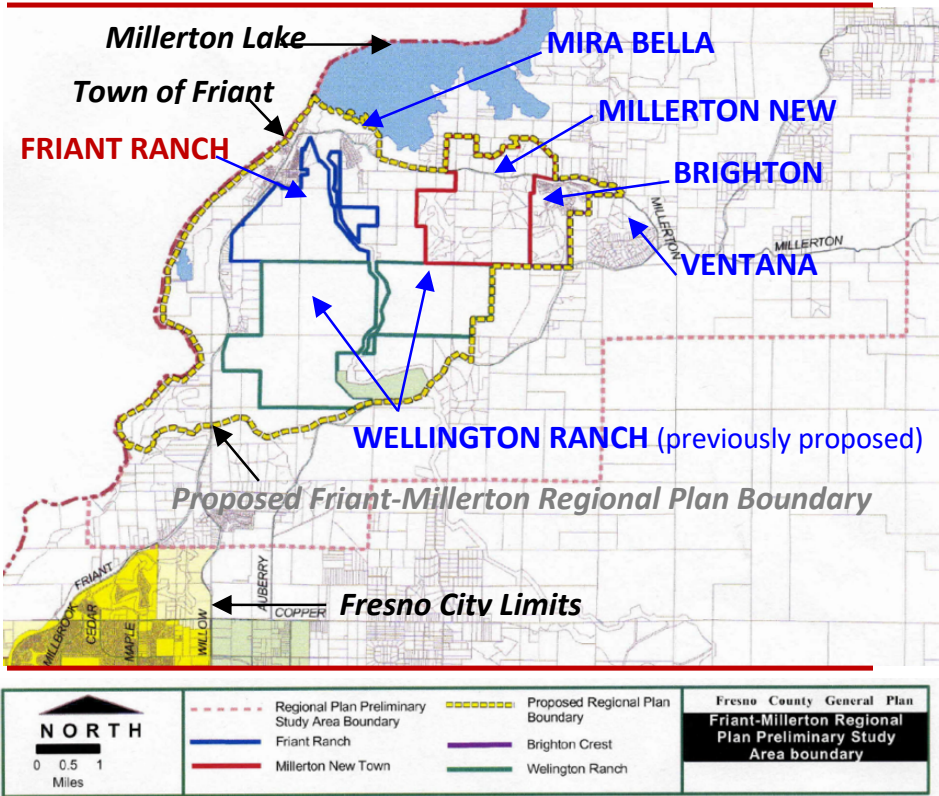 Millerton Lake
MIRA BELLA
Town of Friant
MILLERTON NEW
FRIANT RANCH
BRIGHTON
MILLERTON
MILLERTON
VENTANA
WELLINGTON RANCH (previously proposed)
Proposed Friant-Millerton Regional Plan Boundary
FRIANT
MILLBROOK
CEDAR
MAPLE
WILLOW
AUBERRY
COPPER
Fresno City Limits
NORTH
0 0.5 1
Miles
Regional Plan Preliminary
Study Area Boundary
Friant Ranch
Millerton New Town
Proposed Regional Plan
Boundary
Brighton Crest
Welington Ranch
Fresno County General Plan
Friant-Millerton Regional
Plan Preliminary Study
Area boundary